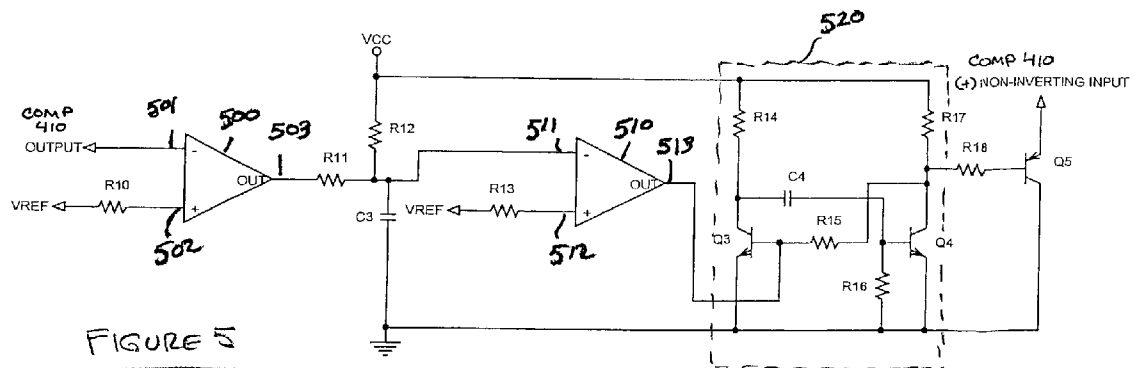 520
VCC
COMP 410
(+) NON-INVERTING INPUT
COMP
410
OUTPUT
501
500
503
R12
511
510
513
R14
R17
R11
OUT
R18
Q5
R10
VREF
502
C3
R13
VREF
OUT
512
C4
R15
Q3
Q4
R16
FIGURE 5